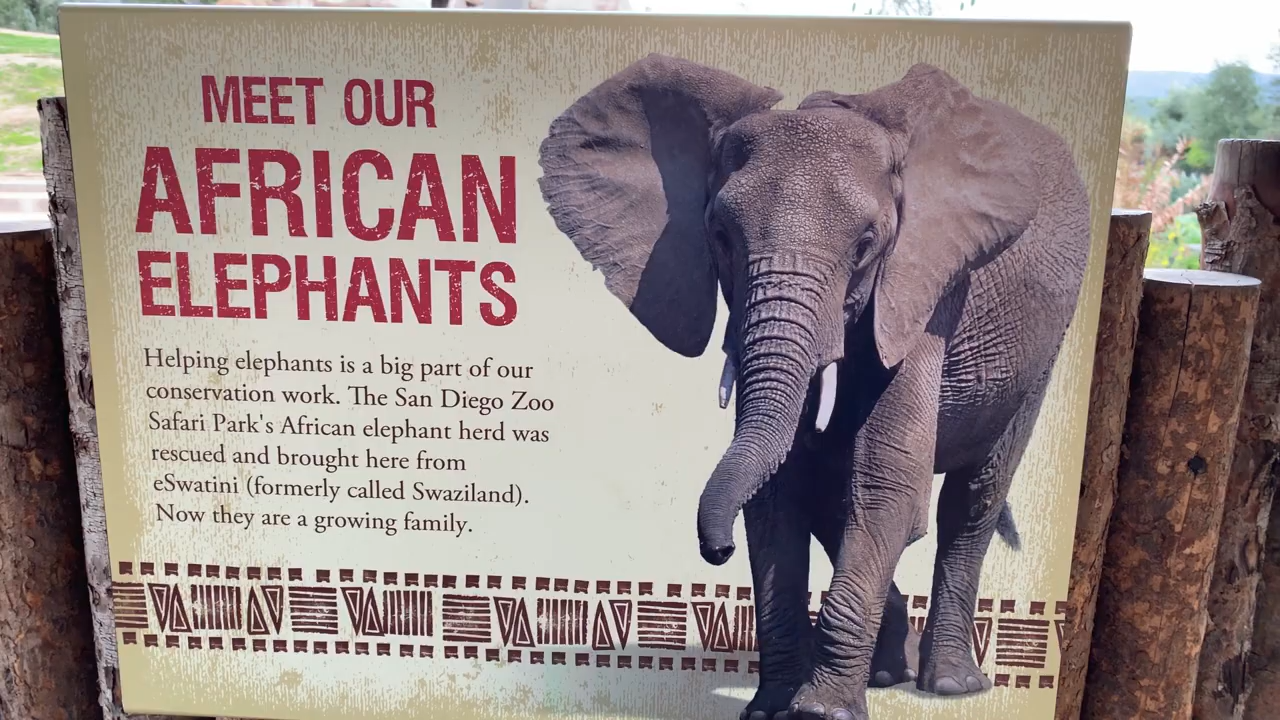 MEET OUR
AFRICAN
ELEPHANTS
Helping elephants is a big part of our
conservation work. The San Diego Zoo
Safari Park's African elephant herd was
rescued and brought here from
eSwatini (formerly called Swaziland).
Now they are a growing family.